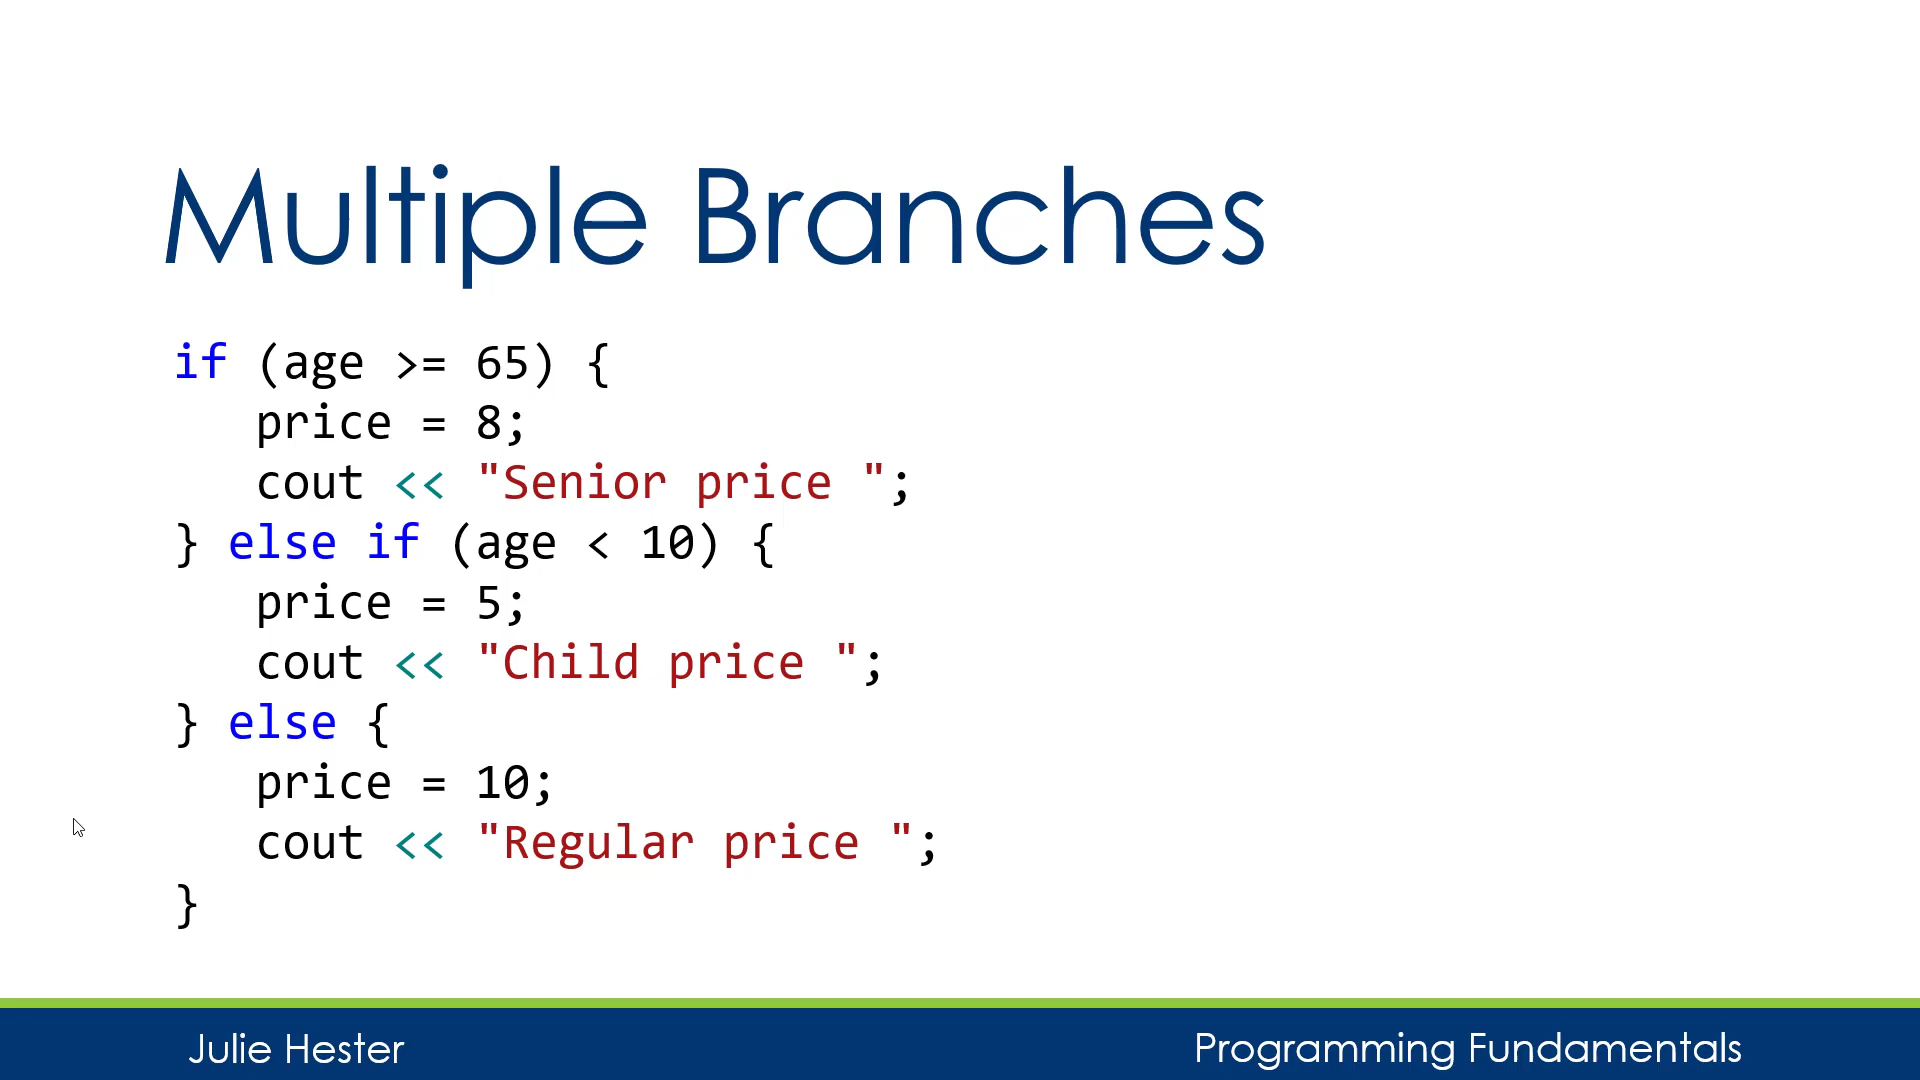 Multiple Branches
if (age >= 65) {
   price = 8;
   cout << "Senior price ";
} else if (age < 10) {
   price = 5;
   cout << "Child price ";
} else {
   price = 10;
   cout << "Regular price ";
}
Julie Hester
Programming Fundamentals